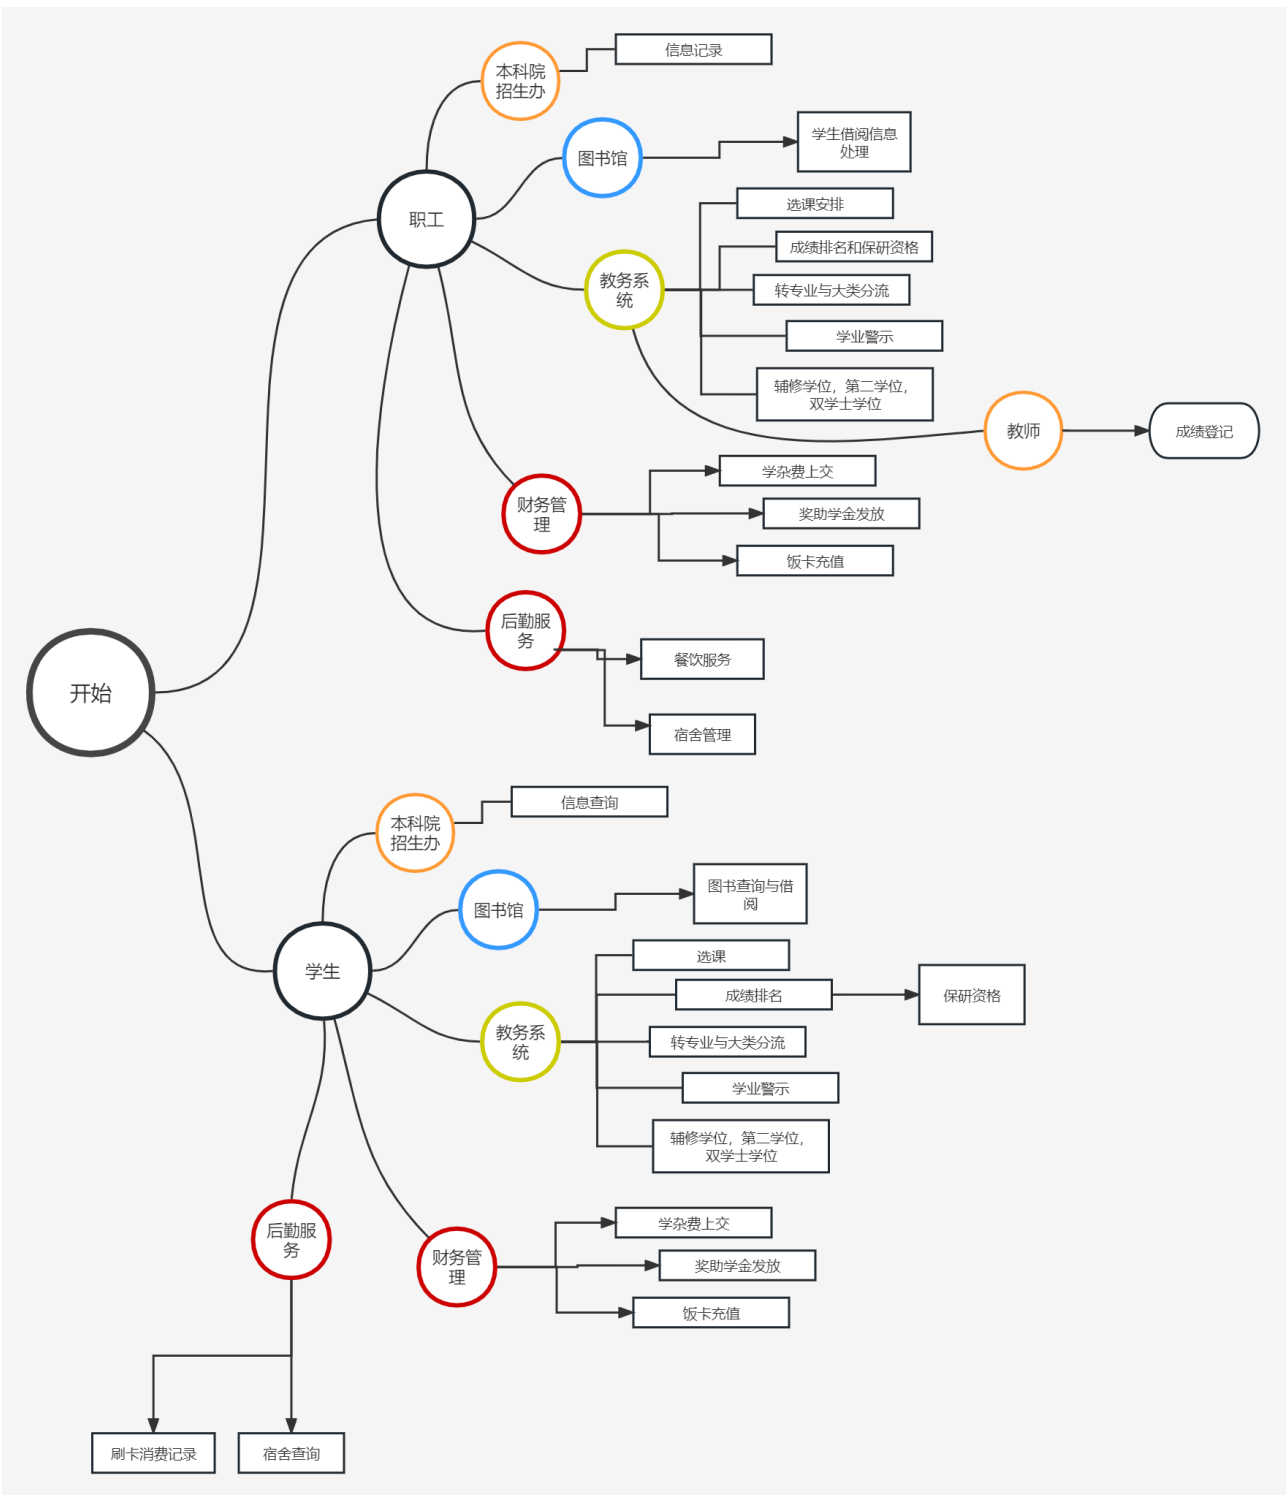 本科院
招生办
信息记录
图书馆
学生借阅信息
处理
职工
选课安排
成绩排名和保研资格
教务系
统
转专业与大类分流
学业警示
辅修学位，第二学位，
双学士学位
教师
成绩登记
学杂费上交
财务管
理
奖助学金发放
饭卡充值
后勤服
务
餐饮服务
宿舍管理
开始
本科院
招生办
信息查询
图书馆
图书查询与借
阅
学生
选课
成绩排名
保研资格
教务系
统
转专业与大类分流
学业警示
辅修学位，第二学位，
双学士学位
后勤服
务
学杂费上交
财务管
理
奖助学金发放
饭卡充值
刷卡消费记录
宿舍查询